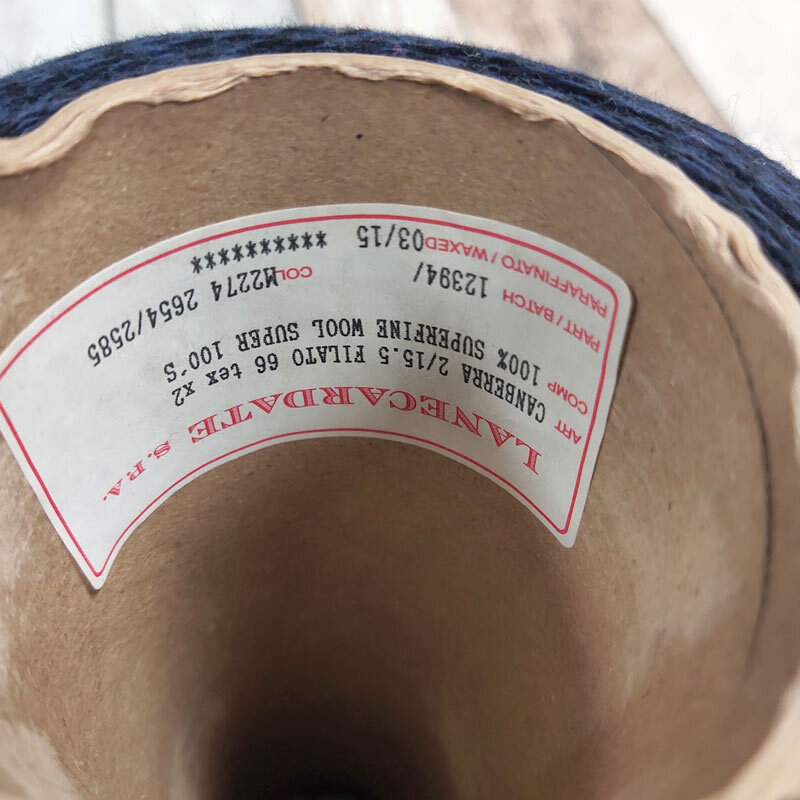 LANECARDATE S.P.A.
ART CANBERRA 2/15.5 FILATO 66 tex x2
COMP 100% SUPERFINE WOOL SUPER 100'S
PART / BATCH 12394/ COL M2274 2654/2585
PARAFFINATO / WAXED 03/15 ***********